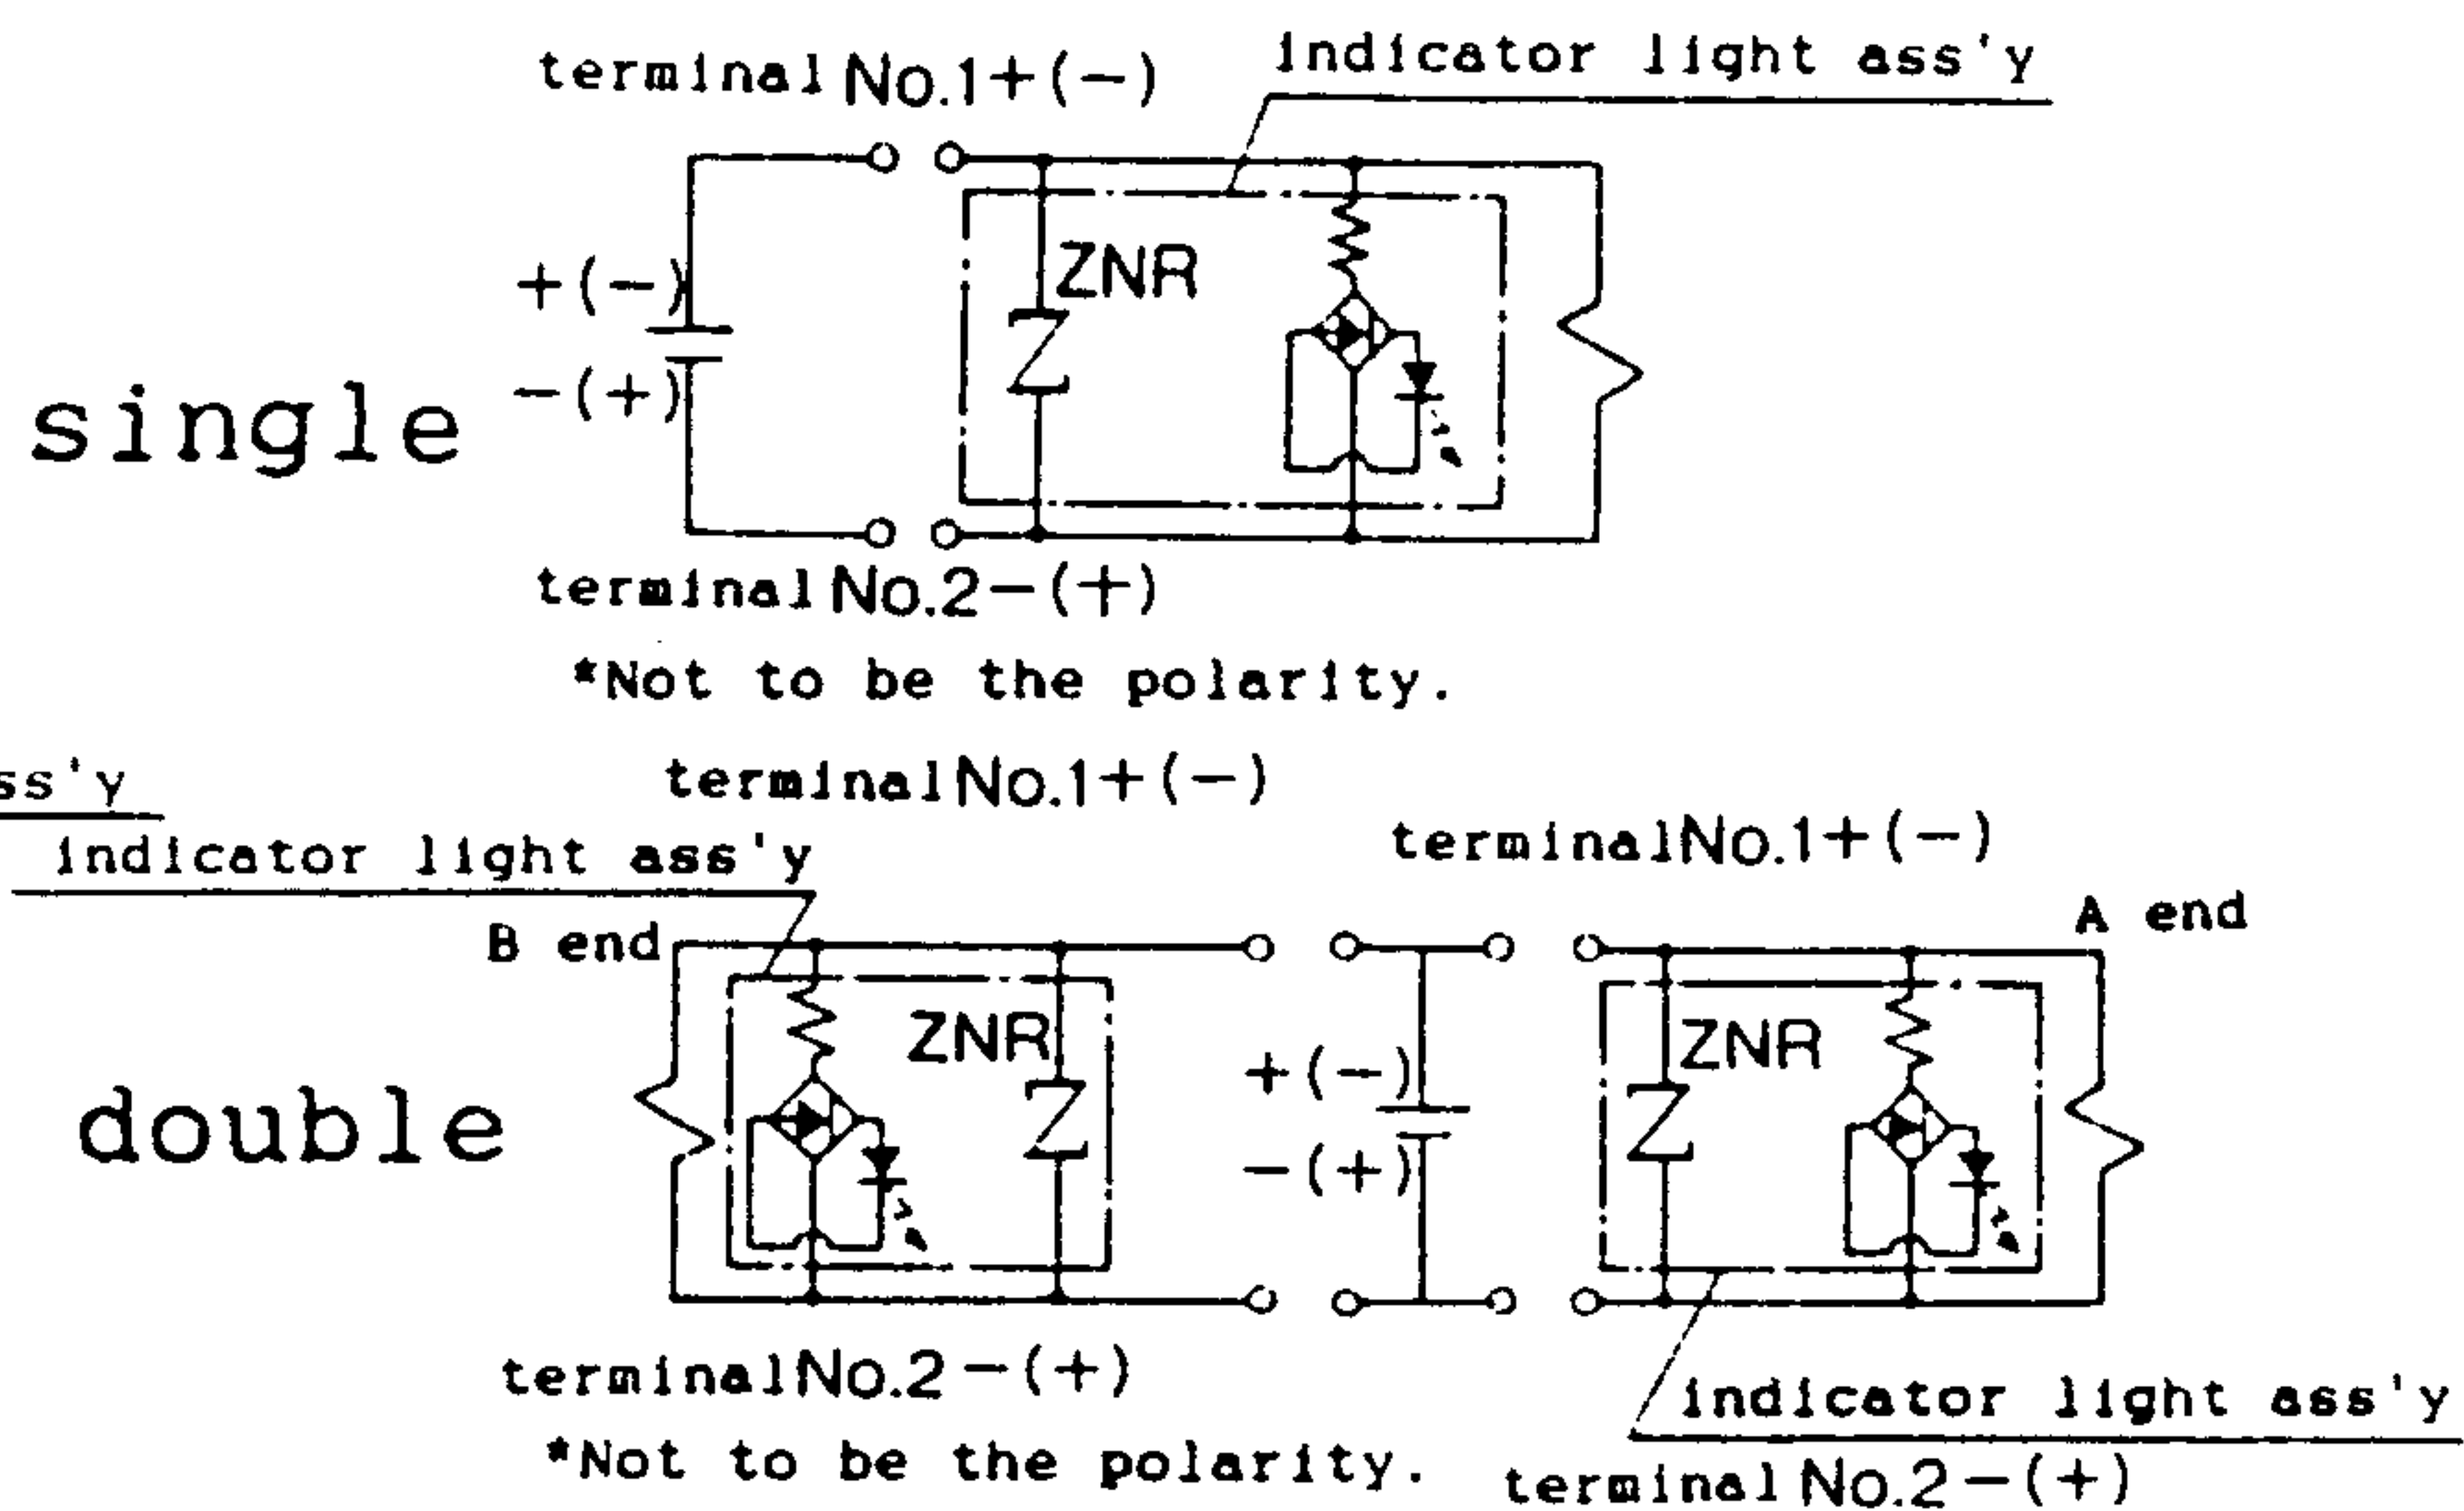 indicator light ass'y
terminal No.1+(−)
+(−)
ZNR
single
−(+)
terminal No.2−(+)
*Not to be the polarity.
terminal No.1+(−)
ss'y
indicator light ass'y
terminal No.1+(−)
B end
A end
ZNR
ZNR
+(−)
double
−(+)
terminal No.2−(+)
indicator light ass'y
*Not to be the polarity.
terminal No.2−(+)